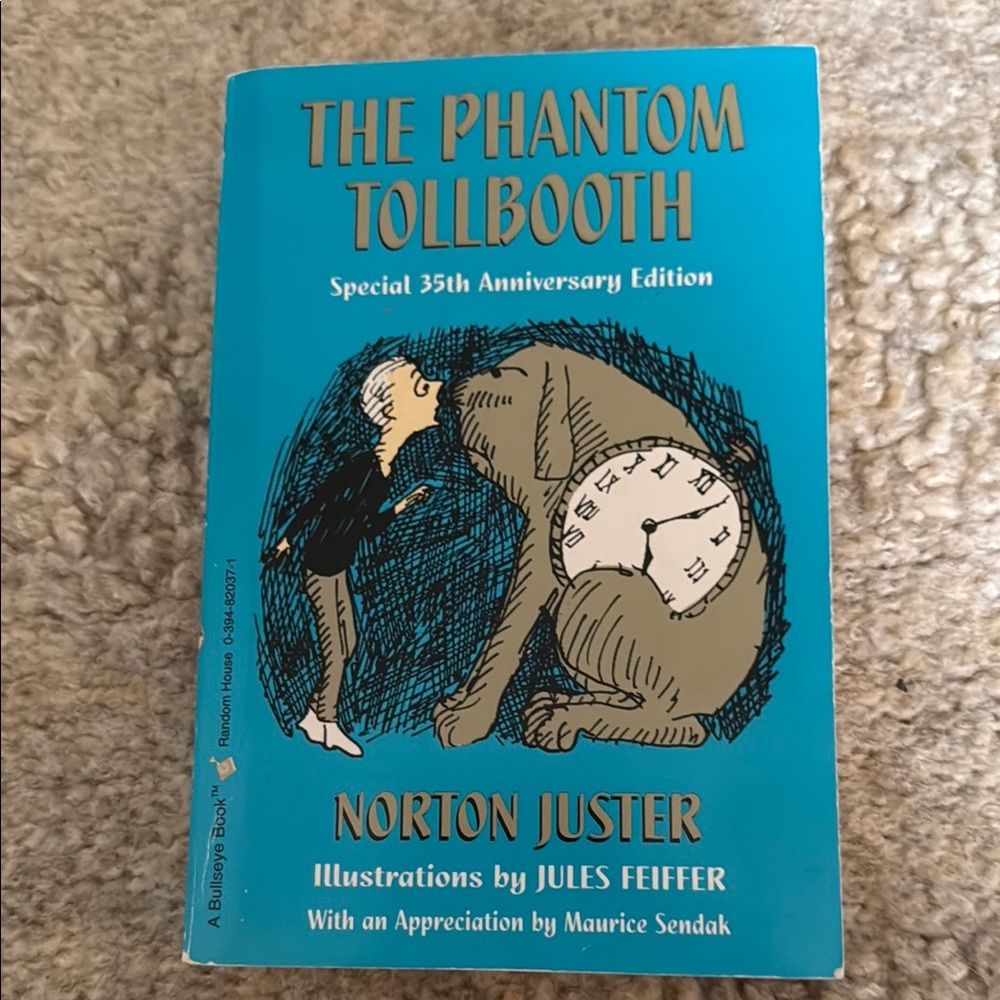 THE PHANTOM
TOLLBOOTH
Special 35th Anniversary Edition
NORTON JUSTER
Illustrations by JULES FEIFFER
With an Appreciation by Maurice Sendak
A Bullseye Book™ Random House 0-394-82037-1